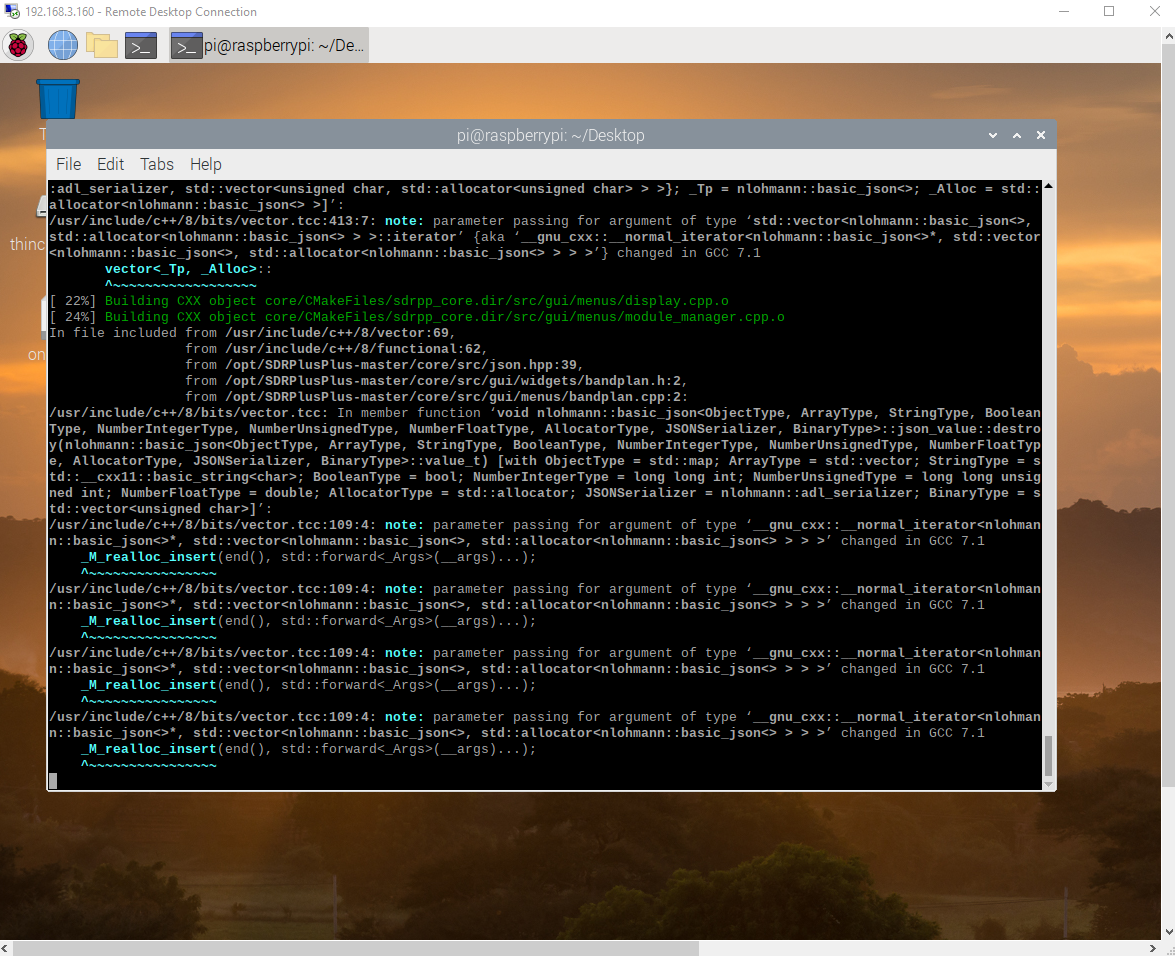 192.168.3.160 - Remote Desktop Connection
pi@raspberrypi: ~/De...
pi@raspberrypi: ~/Desktop
File Edit Tabs Help
:adl_serializer, std::vector<unsigned char, std::allocator<unsigned char> > >}; _Tp = nlohmann::basic_json<>; _Alloc = std::
allocator<nlohmann::basic_json<> >]’:
/usr/include/c++/8/bits/vector.tcc:413:7: note: parameter passing for argument of type ‘std::vector<nlohmann::basic_json<>,
std::allocator<nlohmann::basic_json<> > >::iterator’ {aka ‘__gnu_cxx::__normal_iterator<nlohmann::basic_json<>*, std::vector
<nlohmann::basic_json<>, std::allocator<nlohmann::basic_json<> > > >’} changed in GCC 7.1
vector<_Tp, _Alloc>::
^~~~~~~~~~~~~~~~~~~
[ 22%] Building CXX object core/CMakeFiles/sdrpp_core.dir/src/gui/menus/display.cpp.o
[ 24%] Building CXX object core/CMakeFiles/sdrpp_core.dir/src/gui/menus/module_manager.cpp.o
In file included from /usr/include/c++/8/vector:69,
from /usr/include/c++/8/functional:62,
from /opt/SDRPlusPlus-master/core/src/json.hpp:39,
from /opt/SDRPlusPlus-master/core/src/gui/widgets/bandplan.h:2,
from /opt/SDRPlusPlus-master/core/src/gui/menus/bandplan.cpp:2:
/usr/include/c++/8/bits/vector.tcc: In member function ‘void nlohmann::basic_json<ObjectType, ArrayType, StringType, Boolean
Type, NumberIntegerType, NumberUnsignedType, NumberFloatType, AllocatorType, JSONSerializer, BinaryType>::json_value::destro
y(nlohmann::basic_json<ObjectType, ArrayType, StringType, BooleanType, NumberIntegerType, NumberUnsignedType, NumberFloatTyp
e, AllocatorType, JSONSerializer, BinaryType>::value_t) [with ObjectType = std::map; ArrayType = std::vector; StringType = s
td::__cxx11::basic_string<char>; BooleanType = bool; NumberIntegerType = long long int; NumberUnsignedType = long long unsig
ned int; NumberFloatType = double; AllocatorType = std::allocator; JSONSerializer = nlohmann::adl_serializer; BinaryType = s
td::vector<unsigned char>]’:
/usr/include/c++/8/bits/vector.tcc:109:4: note: parameter passing for argument of type ‘__gnu_cxx::__normal_iterator<nlohman
n::basic_json<>*, std::vector<nlohmann::basic_json<>, std::allocator<nlohmann::basic_json<> > > >’ changed in GCC 7.1
_M_realloc_insert(end(), std::forward<_Args>(__args)...);
^~~~~~~~~~~~~~~~~
/usr/include/c++/8/bits/vector.tcc:109:4: note: parameter passing for argument of type ‘__gnu_cxx::__normal_iterator<nlohman
n::basic_json<>*, std::vector<nlohmann::basic_json<>, std::allocator<nlohmann::basic_json<> > > >’ changed in GCC 7.1
_M_realloc_insert(end(), std::forward<_Args>(__args)...);
^~~~~~~~~~~~~~~~~
/usr/include/c++/8/bits/vector.tcc:109:4: note: parameter passing for argument of type ‘__gnu_cxx::__normal_iterator<nlohman
n::basic_json<>*, std::vector<nlohmann::basic_json<>, std::allocator<nlohmann::basic_json<> > > >’ changed in GCC 7.1
_M_realloc_insert(end(), std::forward<_Args>(__args)...);
^~~~~~~~~~~~~~~~~
/usr/include/c++/8/bits/vector.tcc:109:4: note: parameter passing for argument of type ‘__gnu_cxx::__normal_iterator<nlohman
n::basic_json<>*, std::vector<nlohmann::basic_json<>, std::allocator<nlohmann::basic_json<> > > >’ changed in GCC 7.1
_M_realloc_insert(end(), std::forward<_Args>(__args)...);
^~~~~~~~~~~~~~~~~